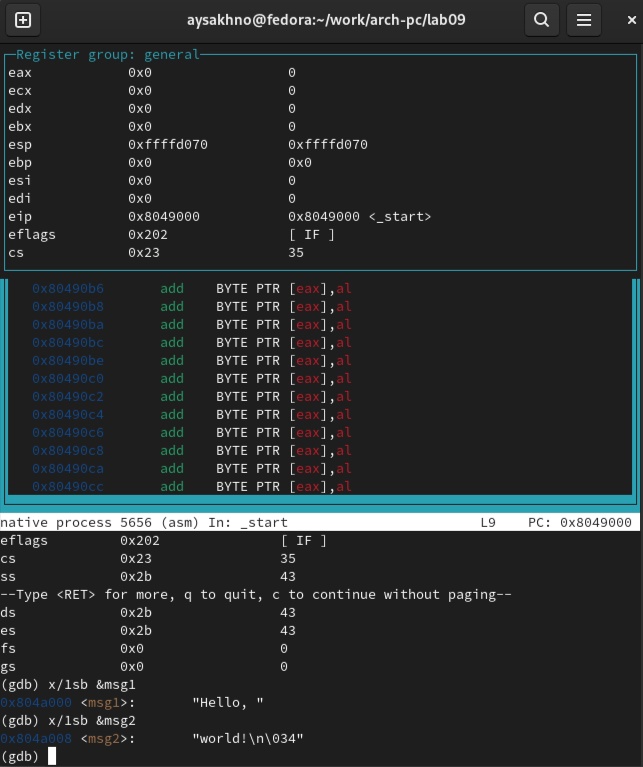 aysakhno@fedora:~/work/arch-pc/lab09
Register group: general
eax 0x0 0
ecx 0x0 0
edx 0x0 0
ebx 0x0 0
esp 0xffffd070 0xffffd070
ebp 0x0 0x0
esi 0x0 0
edi 0x0 0
eip 0x8049000 0x8049000 <_start>
eflags 0x202 [ IF ]
cs 0x23 35
0x80490b6 add BYTE PTR [eax],al
0x80490b8 add BYTE PTR [eax],al
0x80490ba add BYTE PTR [eax],al
0x80490bc add BYTE PTR [eax],al
0x80490be add BYTE PTR [eax],al
0x80490c0 add BYTE PTR [eax],al
0x80490c2 add BYTE PTR [eax],al
0x80490c4 add BYTE PTR [eax],al
0x80490c6 add BYTE PTR [eax],al
0x80490c8 add BYTE PTR [eax],al
0x80490ca add BYTE PTR [eax],al
0x80490cc add BYTE PTR [eax],al
native process 5656 (asm) In: _start L9 PC: 0x8049000
eflags 0x202 [ IF ]
cs 0x23 35
ss 0x2b 43
--Type <RET> for more, q to quit, c to continue without paging--
ds 0x2b 43
es 0x2b 43
fs 0x0 0
gs 0x0 0
(gdb) x/1sb &msg1
0x804a000 <msg1>: "Hello, "
(gdb) x/1sb &msg2
0x804a008 <msg2>: "world!\n\034"
(gdb)